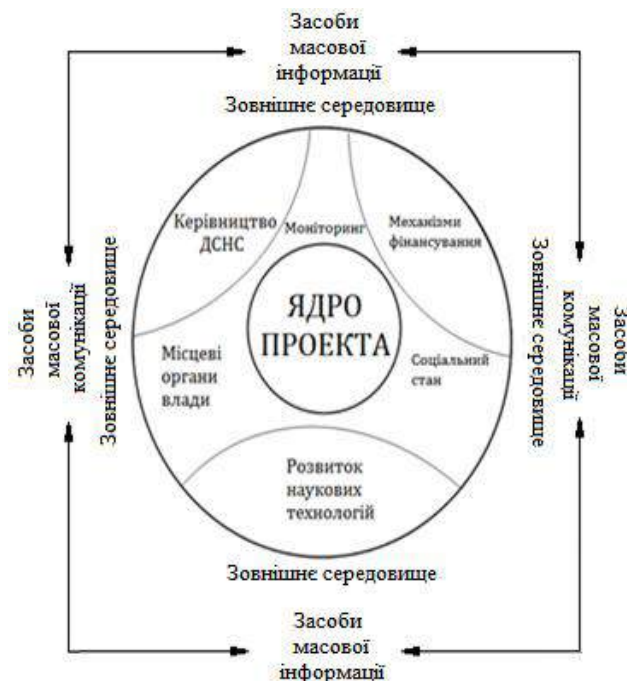 Засоби
масової
інформації
Зовнішнє середовище
Керівництво
ДСНС
Моніторинг
Механізми
фінансування
ЯДРО
ПРОЕКТА
Місцеві
органи
влади
Соціальний
стан
Розвиток
наукових
технологій
Засоби
масової
комунікації
Зовнішнє середовище
Зовнішнє середовище
комунікації
масової
Засоби
Зовнішнє середовище
Засоби
масової
інформації